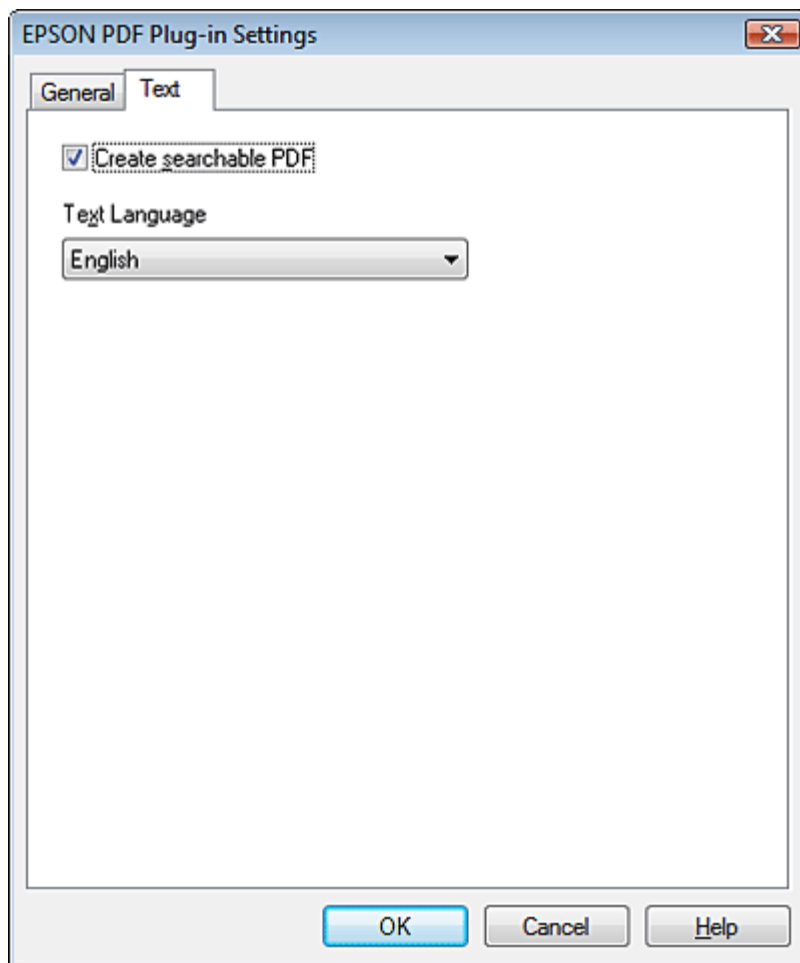 EPSON PDF Plug-in Settings
General Text
Create searchable PDF
Text Language
English
OK Cancel Help